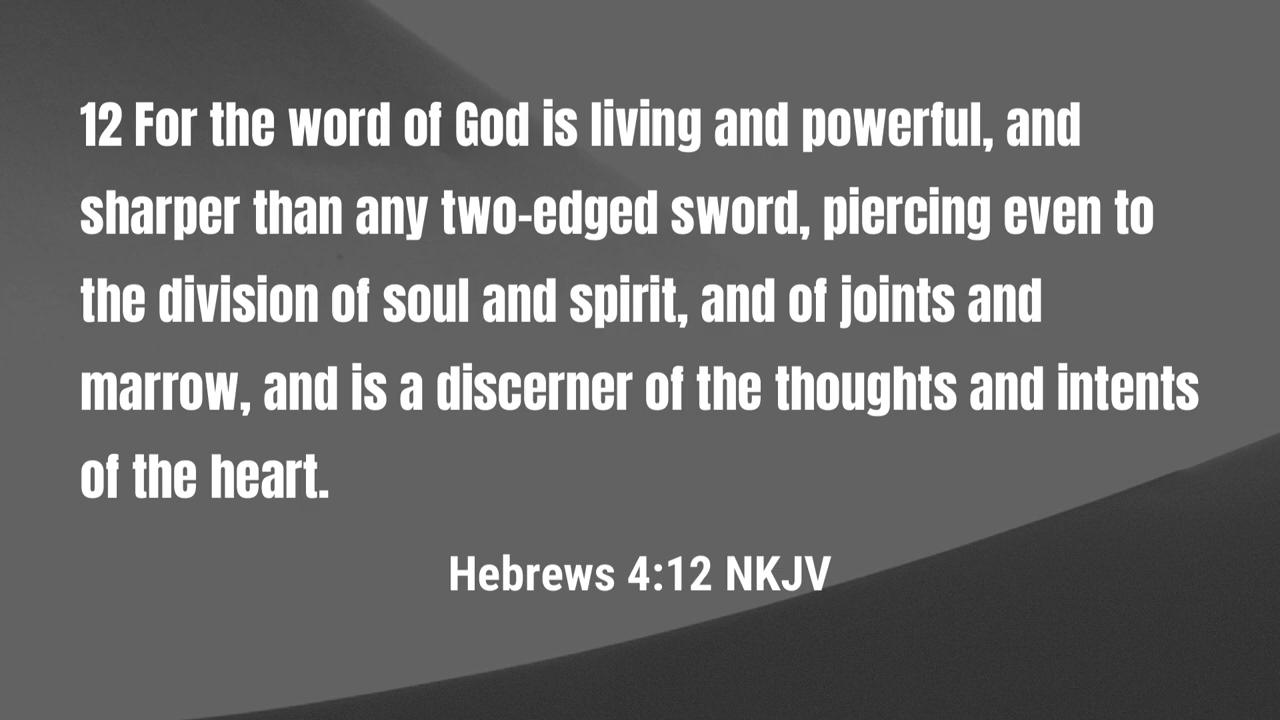 12 For the word of God is living and powerful, and
sharper than any two-edged sword, piercing even to
the division of soul and spirit, and of joints and
marrow, and is a discerner of the thoughts and intents
of the heart.
Hebrews 4:12 NKJV